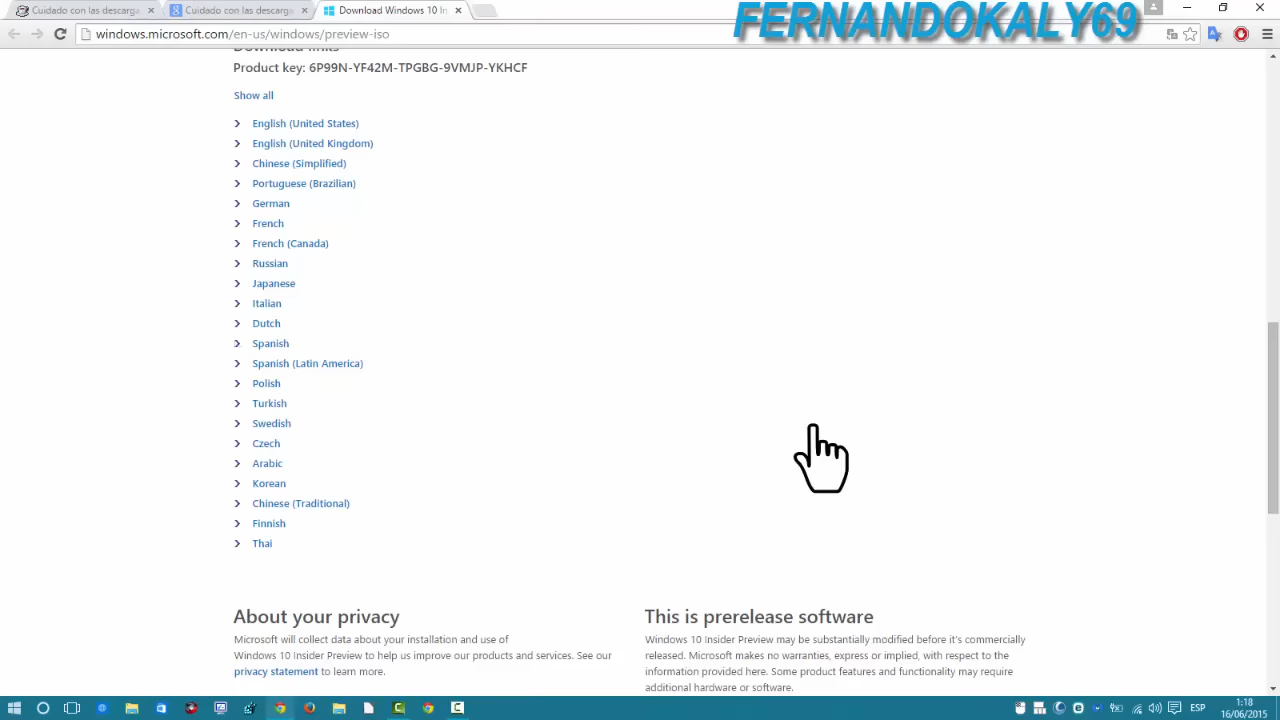 Cuidado con las descarga
Cuidado con las descarga
Download Windows 10 In
FERNANDOKALY69
windows.microsoft.com/en-us/windows/preview-iso
Download links
Product key: 6P99N-YF42M-TPGBG-9VMJP-YKHCF
Show all
English (United States)
English (United Kingdom)
Chinese (Simplified)
Portuguese (Brazilian)
German
French
French (Canada)
Russian
Japanese
Italian
Dutch
Spanish
Spanish (Latin America)
Polish
Turkish
Swedish
Czech
Arabic
Korean
Chinese (Traditional)
Finnish
Thai
About your privacy
Microsoft will collect data about your installation and use of
Windows 10 Insider Preview to help us improve our products and services. See our
privacy statement to learn more.
This is prerelease software
Windows 10 Insider Preview may be substantially modified before it's commercially
released. Microsoft makes no warranties, express or implied, with respect to the
information provided here. Some product features and functionality may require
additional hardware or software.
ESP
1:18
16/06/2015